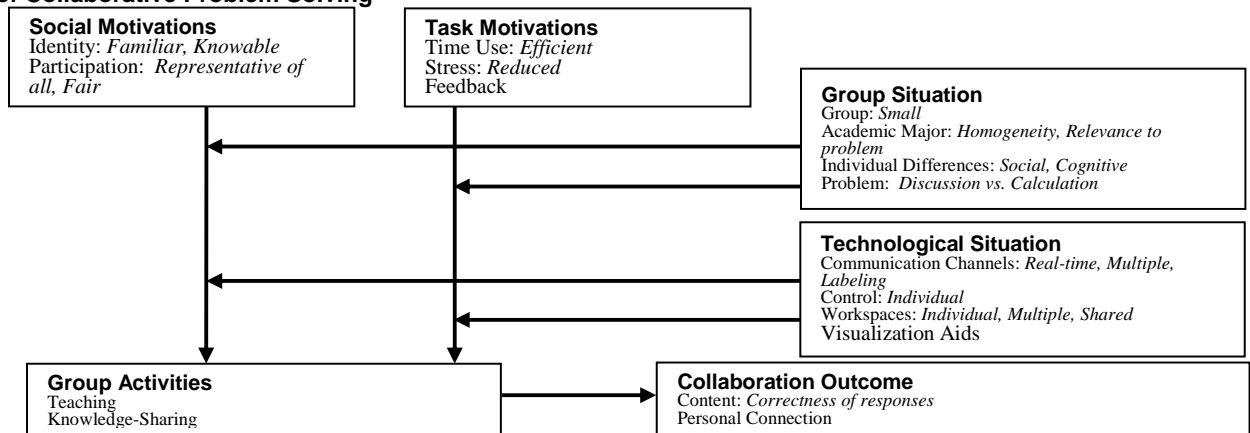 Collaborative Problem Solving
Social Motivations
Identity: Familiar, Knowable
Participation: Representative of
all, Fair
Task Motivations
Time Use: Efficient
Stress: Reduced
Feedback
Group Situation
Group: Small
Academic Major: Homogeneity, Relevance to
problem
Individual Differences: Social, Cognitive
Problem: Discussion vs. Calculation
Technological Situation
Communication Channels: Real-time, Multiple,
Labeling
Control: Individual
Workspaces: Individual, Multiple, Shared
Visualization Aids
Group Activities
Teaching
Knowledge-Sharing
Collaboration Outcome
Content: Correctness of responses
Personal Connection